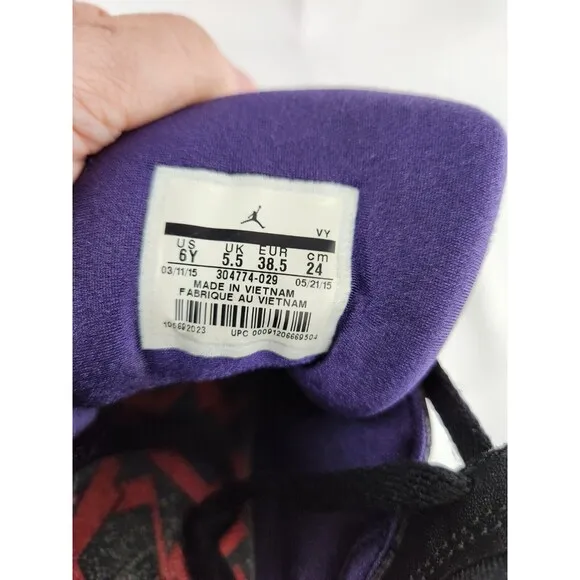 VY
US UK EUR cm
6Y 5.5 38.5 24
03/11/15 304774-029 05/21/15
MADE IN VIETNAM
FABRIQUE AU VIETNAM
106692023 UPC 00091206669504